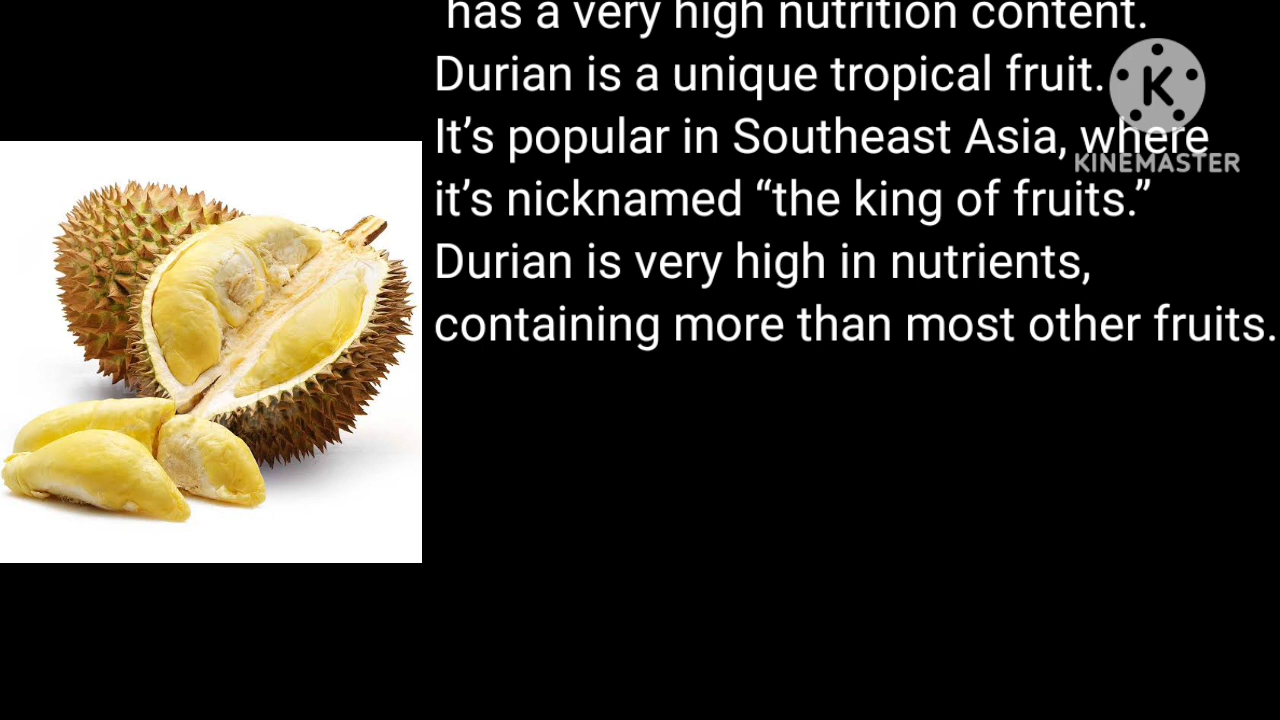 has a very high nutrition content.
Durian is a unique tropical fruit.
It’s popular in Southeast Asia, where
it’s nicknamed “the king of fruits.”
Durian is very high in nutrients,
containing more than most other fruits.
K
KINEMASTER